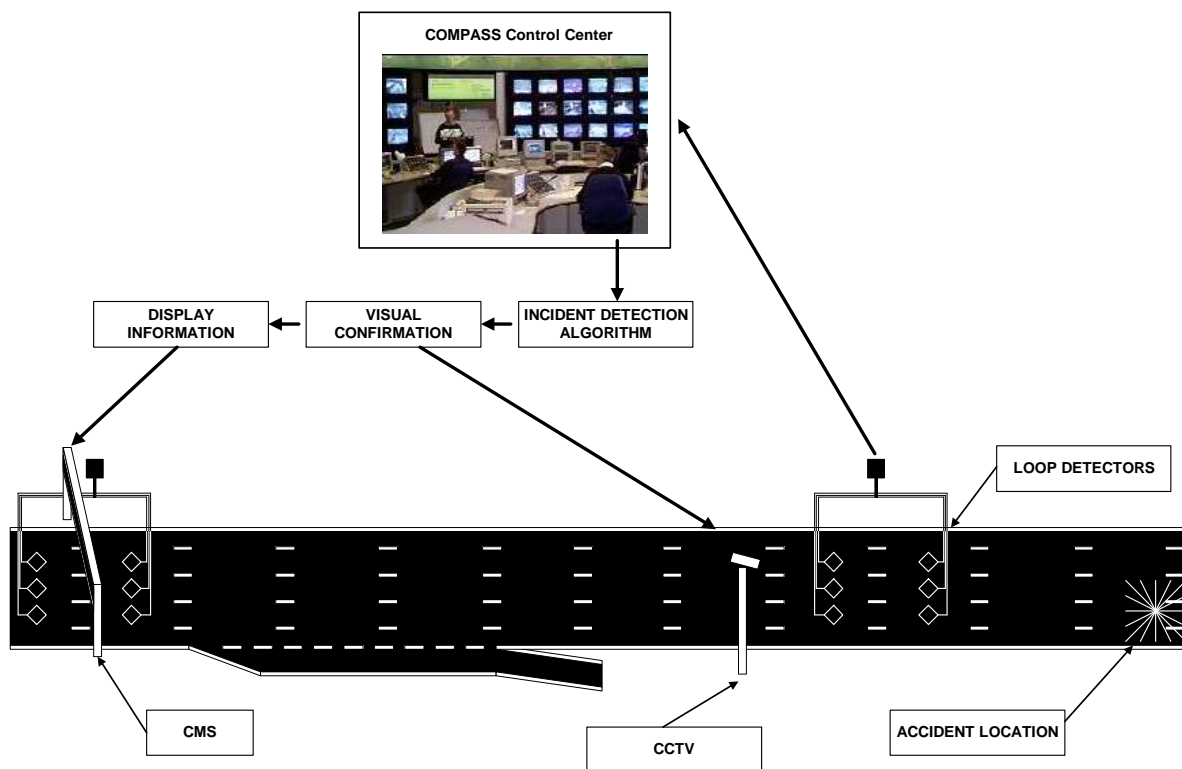 COMPASS Control Center
DISPLAY
INFORMATION
VISUAL
CONFIRMATION
INCIDENT DETECTION
ALGORITHM
LOOP DETECTORS
CMS
CCTV
ACCIDENT LOCATION